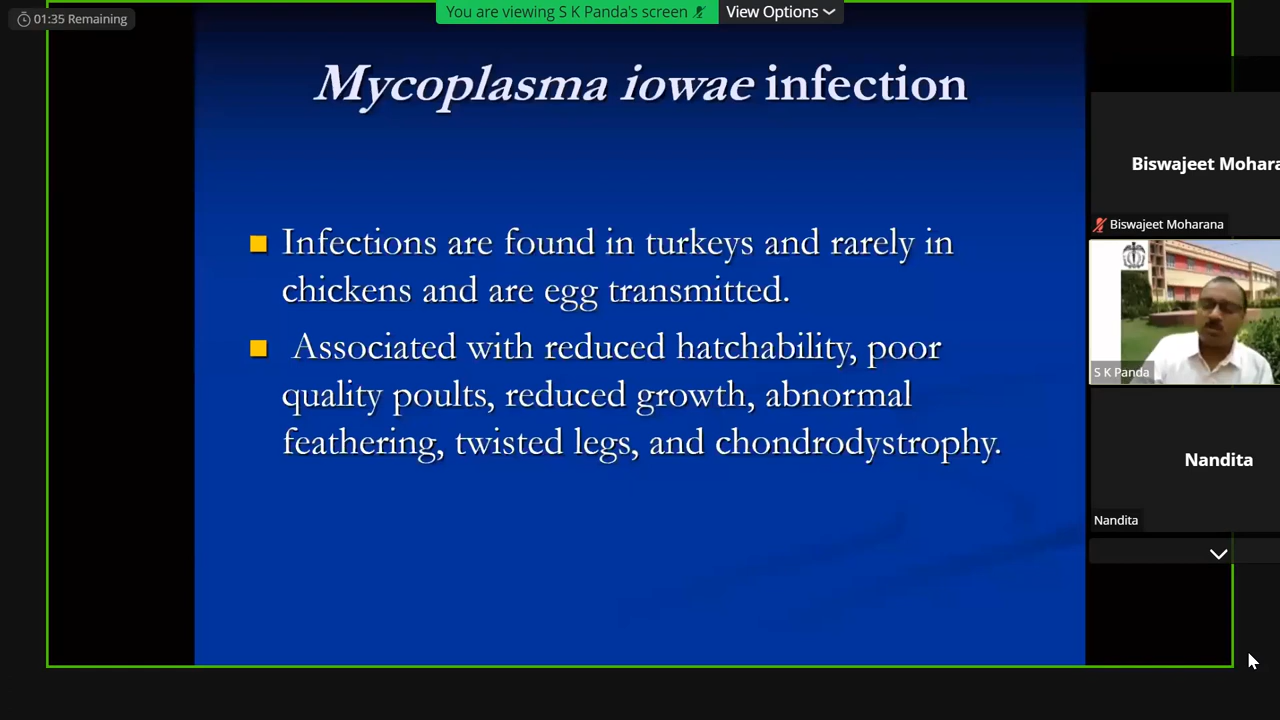 01:35 Remaining
You are viewing S K Panda's screen
View Options
Mycoplasma iowae infection
Infections are found in turkeys and rarely in
chickens and are egg transmitted.
Associated with reduced hatchability, poor
quality poults, reduced growth, abnormal
feathering, twisted legs, and chondrodystrophy.
Biswajeet Mohara
Biswajeet Moharana
S K Panda
Nandita
Nandita